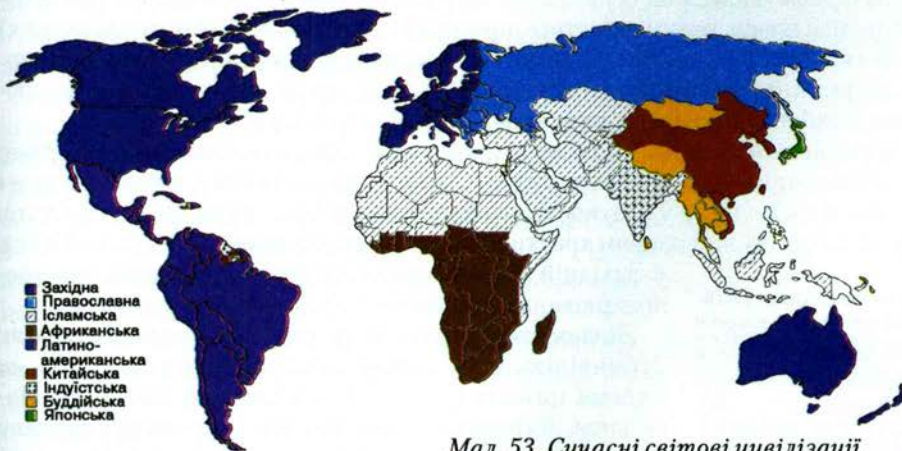 Західна
Православна
Ісламська
Африканська
Латино-
американська
Китайська
Індуїстська
Буддійська
Японська
Мал. 53. Сучасні світові цивілізації